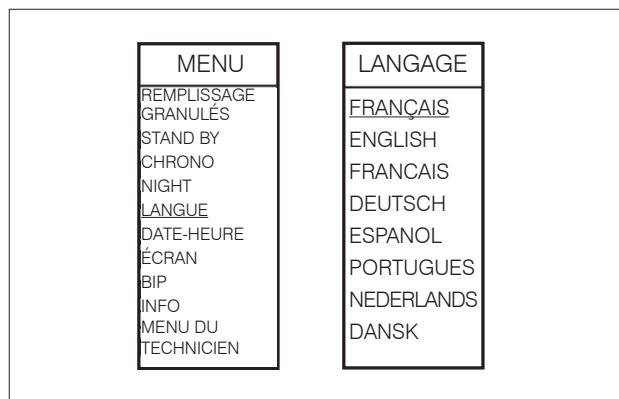 MENU
REMPLISSAGE
GRANULÉS
STAND BY
CHRONO
NIGHT
LANGUE
DATE-HEURE
ÉCRAN
BIP
INFO
MENU DU
TECHNICIEN
LANGAGE
FRANÇAIS
ENGLISH
FRANCAIS
DEUTSCH
ESPANOL
PORTUGUES
NEDERLANDS
DANSK